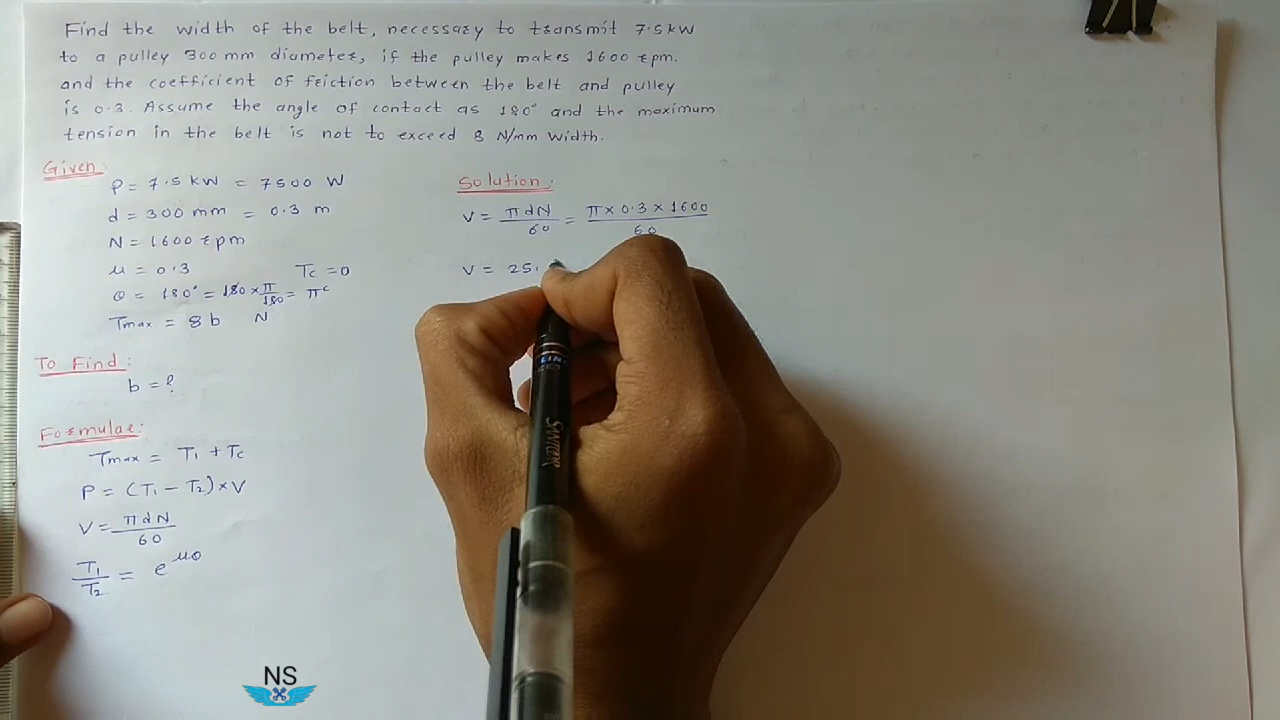 Find the width of the belt, necessary to transmit 7.5 kW
to a pulley 300 mm diameter, if the pulley makes 1600 rpm.
and the coefficient of friction between the belt and pulley
is 0.3. Assume the angle of contact as 180° and the maximum
tension in the belt is not to exceed 8 N/mm width.
Given:
P = 7.5 kW = 7500 W
d = 300 mm = 0.3 m
N = 1600 rpm
μ = 0.3 Tc = 0
θ = 180° = 180 × π/180 = π^c
Tmax = 8 b N
To Find:
b = ?
Formulae:
Tmax = T1 + Tc
P = (T1 - T2) × V
V = πdN/60
T1/T2 = e^μθ
Solution:
V = πdN/60 = π × 0.3 × 1600/60
V = 25.
SANTOR
NS